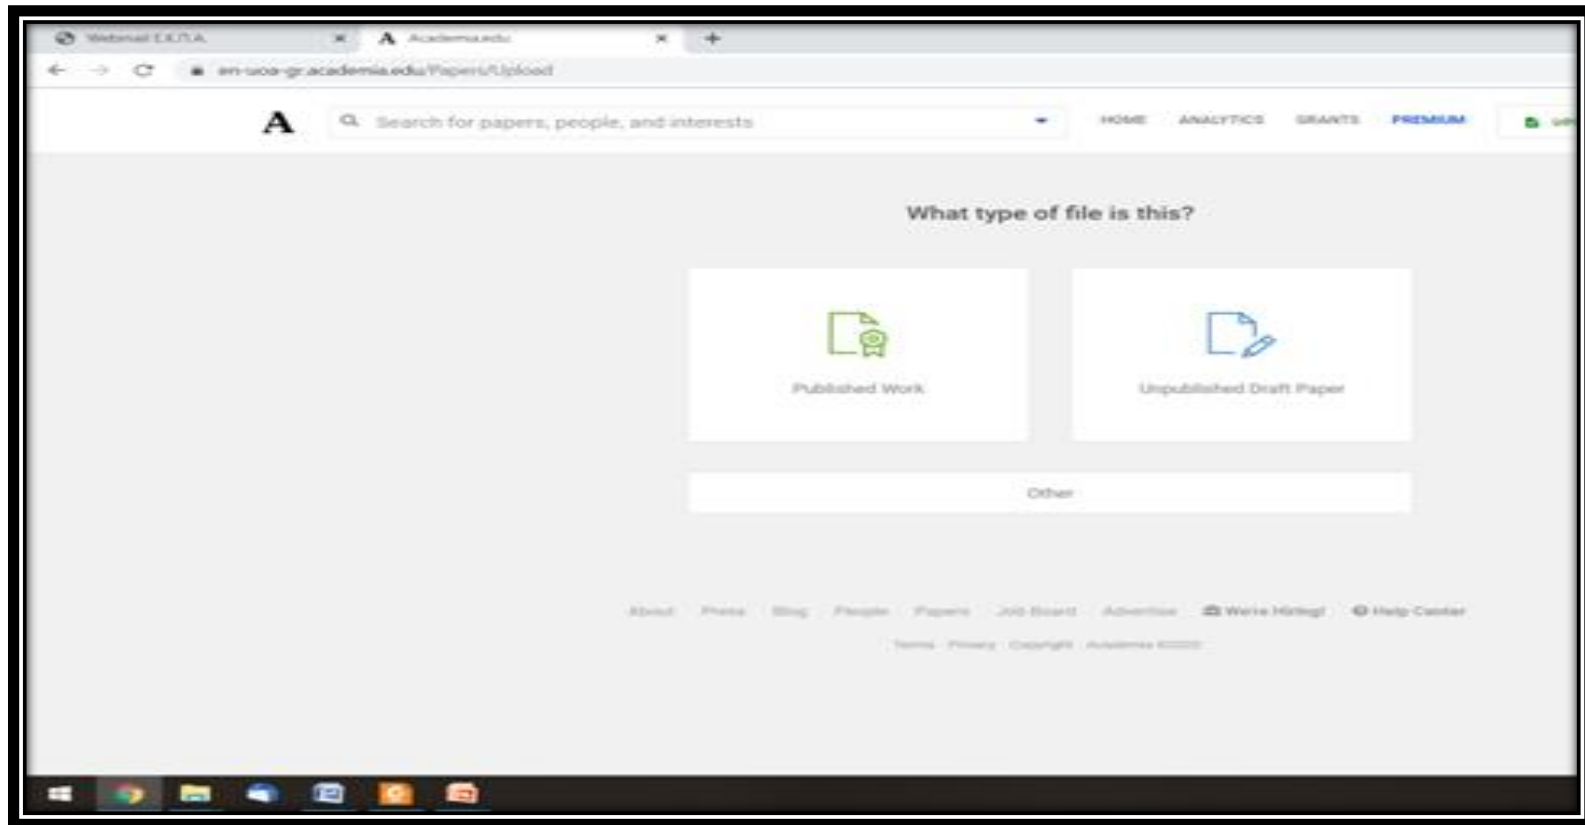 Webmail Ε.Κ.Π.Α. Academia.edu
en-uoa-gr.academia.edu/Papers/Upload
A Search for papers, people, and interests HOME ANALYTICS GRANTS PREMIUM
What type of file is this?
Published Work Unpublished Draft Paper
Other
About Press Blog People Papers Job Board Advertise We're Hiring! Help Center
Terms Privacy Copyright Academia